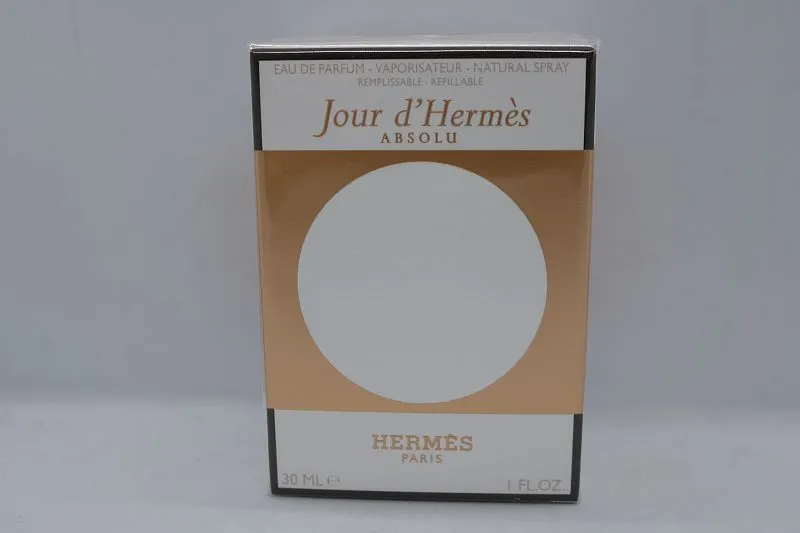 EAU DE PARFUM - VAPORISATEUR - NATURAL SPRAY
REMPLISSABLE - REFILLABLE
Jour d'Hermès
ABSOLU
HERMÈS
PARIS
30 ML ℮ 1 FL.OZ.